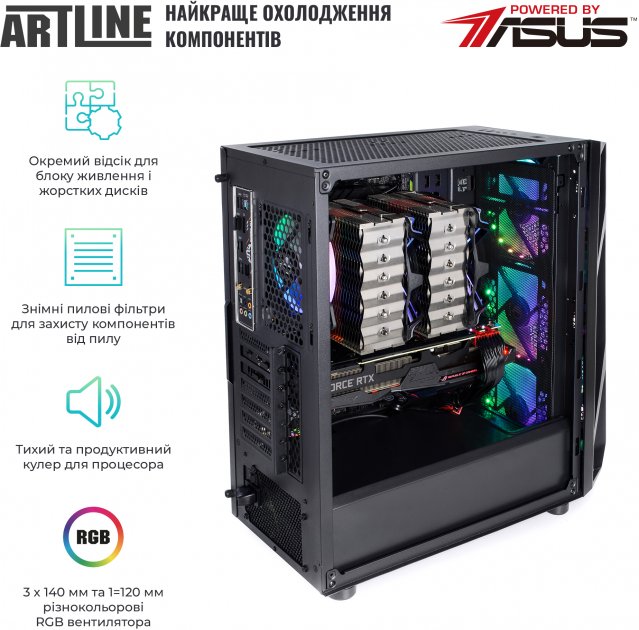 ARTLINE
НАЙКРАЩЕ ОХОЛОДЖЕННЯ
КОМПОНЕНТІВ
POWERED BY
ASUS
Окремий відсік для
блоку живлення і
жорстких дисків
Знімні пилові фільтри
для захисту компонентів
від пилу
Тихий та продуктивний
кулер для процесора
RGB
3 x 140 мм та 1=120 мм
різнокольорові
RGB вентилятора
FORCE RTX